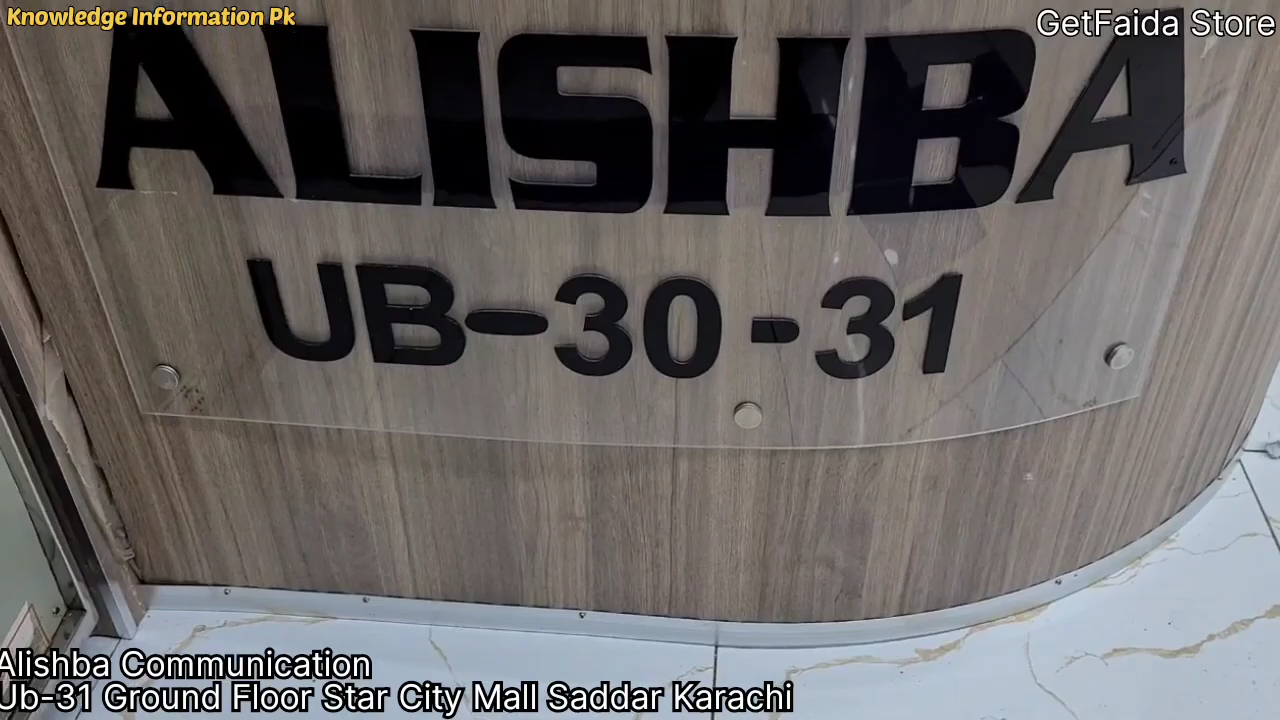 Knowledge Information Pk
GetFaida Store
ALISHBA
UB-30-31
Alishba Communication
Ub-31 Ground Floor Star City Mall Saddar Karachi